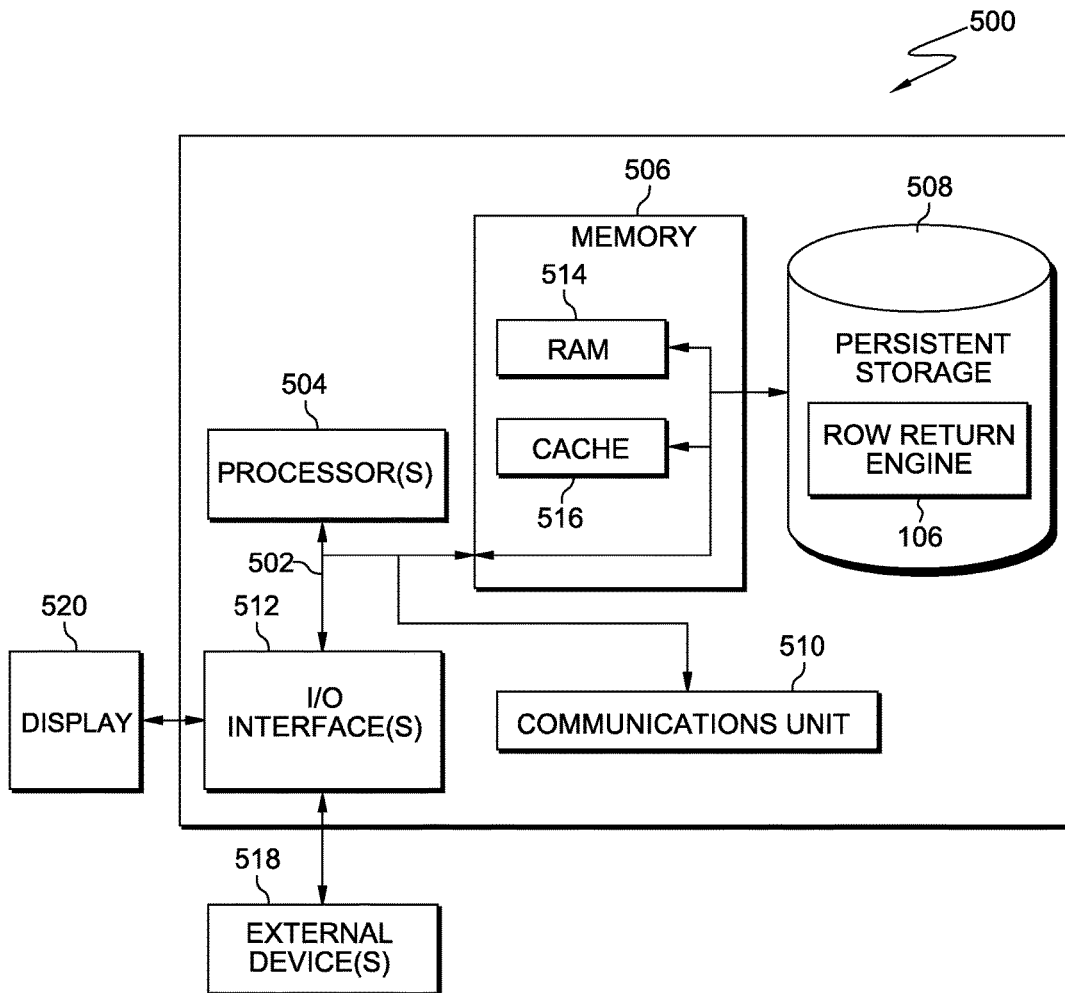 500
506
508
MEMORY
514
RAM
PERSISTENT
STORAGE
504
CACHE
ROW RETURN
ENGINE
PROCESSOR(S)
516
106
502
520
512
510
I/O
INTERFACE(S)
DISPLAY
COMMUNICATIONS UNIT
518
EXTERNAL
DEVICE(S)